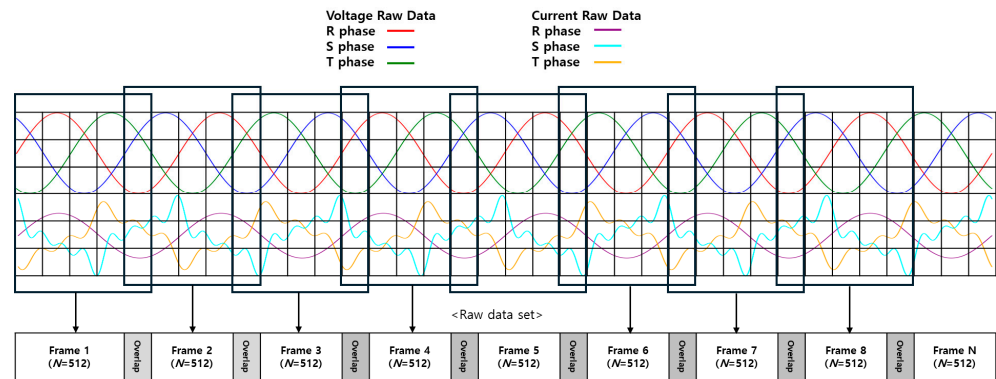 Voltage Raw Data
R phase
S phase
T phase
Current Raw Data
R phase
S phase
T phase
<Raw data set>
Frame 1
(N=512)
Overlap
Frame 2
(N=512)
Overlap
Frame 3
(N=512)
Overlap
Frame 4
(N=512)
Overlap
Frame 5
(N=512)
Overlap
Frame 6
(N=512)
Overlap
Frame 7
(N=512)
Overlap
Frame 8
(N=512)
Overlap
Frame N
(N=512)